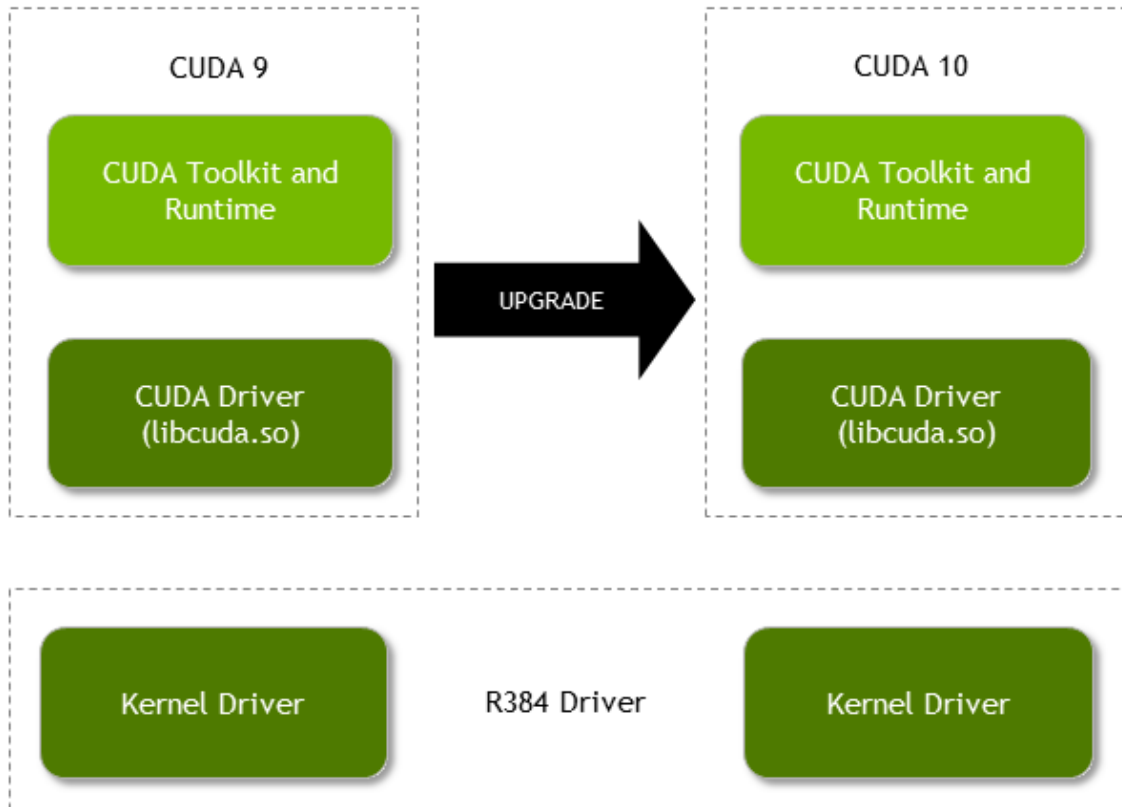 CUDA 9
CUDA Toolkit and
Runtime
CUDA Driver
(libcuda.so)
UPGRADE
CUDA 10
CUDA Toolkit and
Runtime
CUDA Driver
(libcuda.so)
Kernel Driver
R384 Driver
Kernel Driver